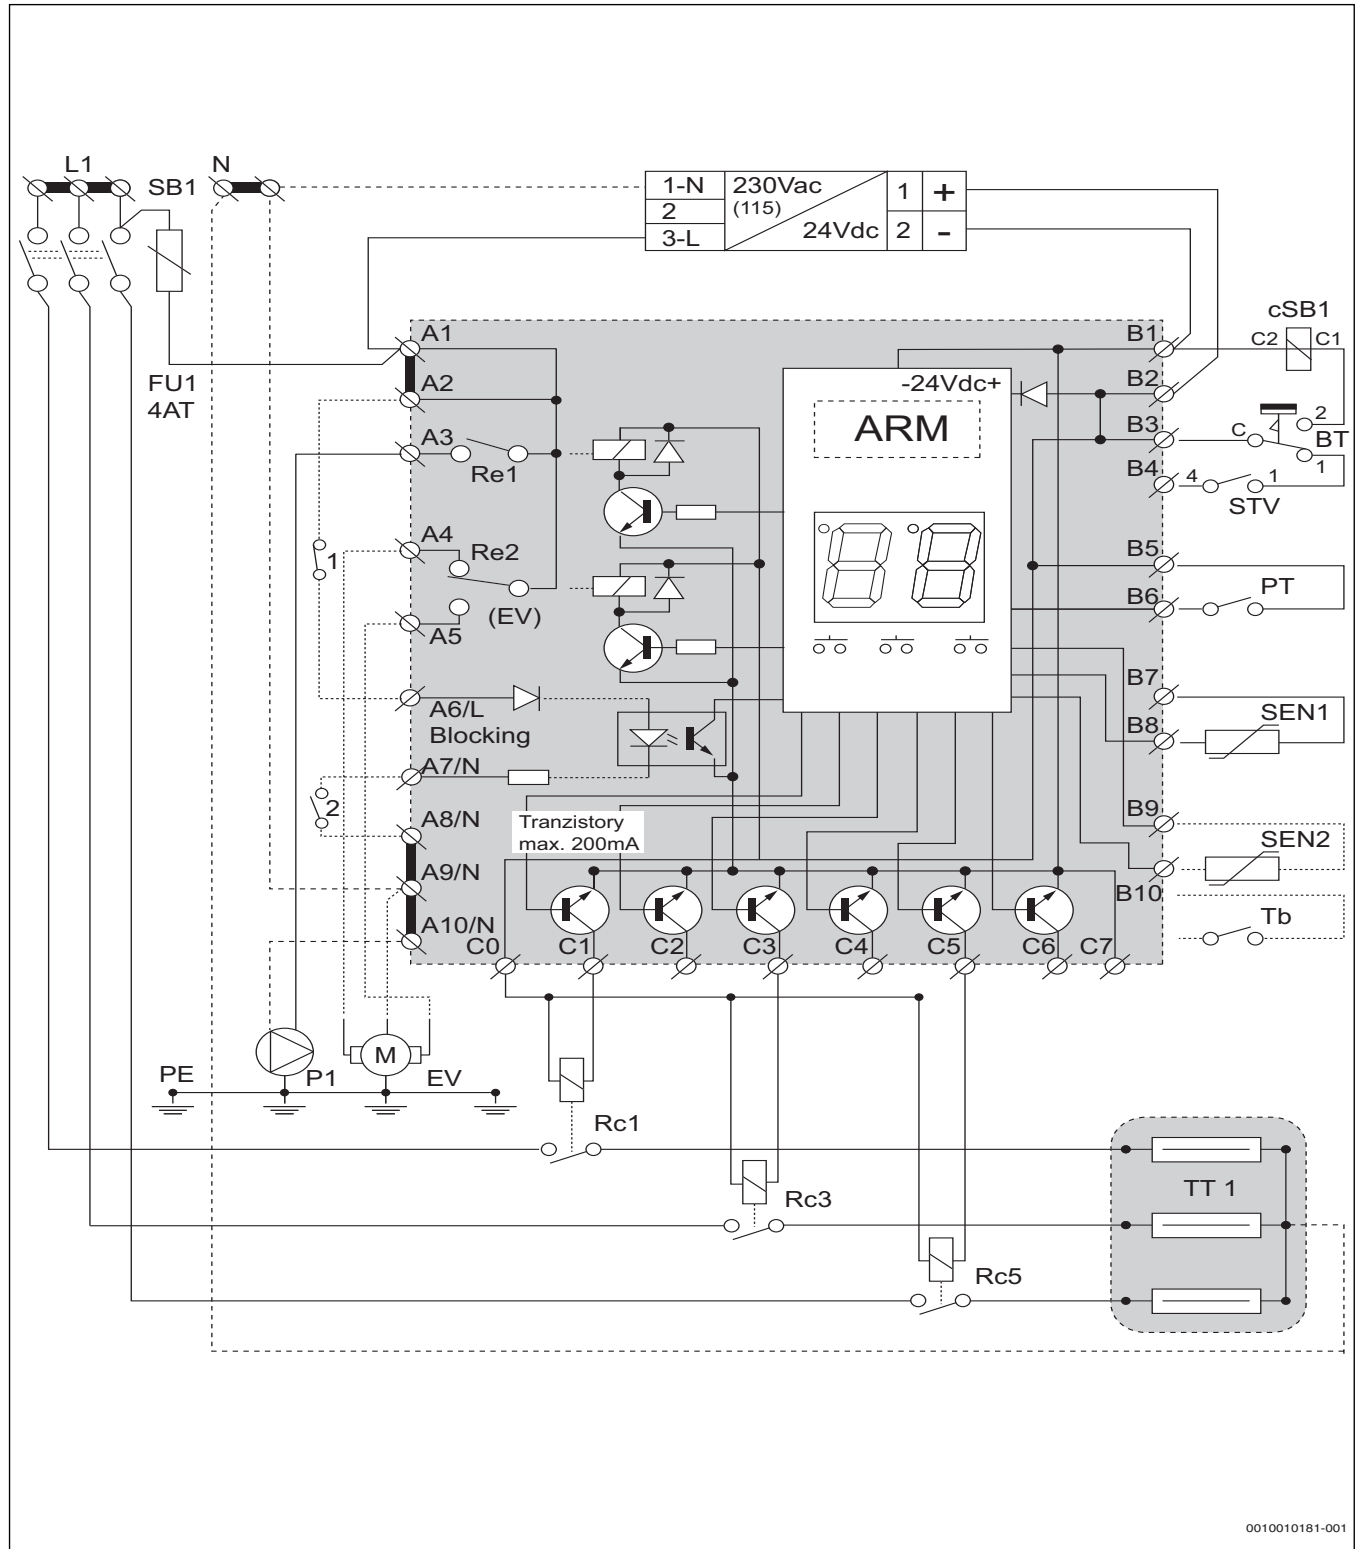 L1
SB1
N
1-N
230Vac
1
+
2
(115)
3-L
24Vdc
2
-
FU1
4AT
A1
A2
A3
Re1
A4
Re2
(EV)
A5
1
A6/L
Blocking
A7/N
2
A8/N
A9/N
A10/N
-24Vdc+
ARM
Tranzistory
max. 200mA
B1
B2
B3
B4
B5
B6
B7
B8
B9
B10
cSB1
C2
C1
2
C
BT
1
4
1
STV
PT
SEN1
SEN2
Tb
C0
C1
C2
C3
C4
C5
C6
C7
PE
P1
M
EV
Rc1
Rc3
Rc5
TT 1
0010010181-001